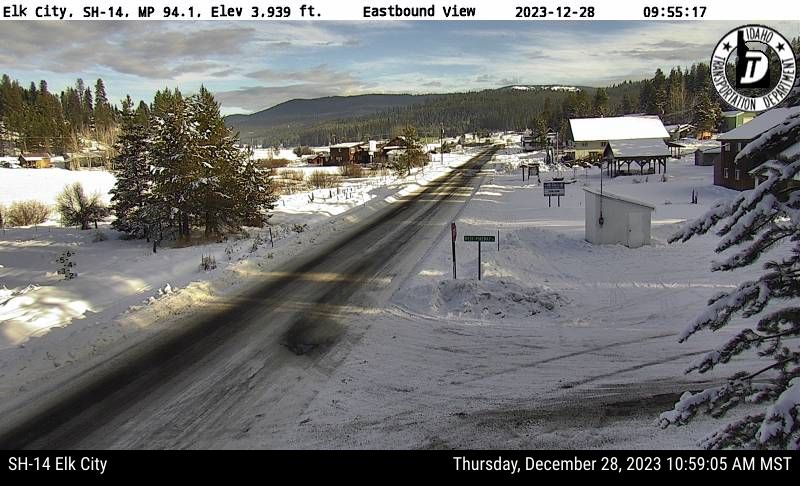 Elk City, SH-14, MP 94.1, Elev 3,939 ft. Eastbound View 2023-12-28 09:55:17
IDAHO
TRANSPORTATION DEPARTMENT
SH-14 Elk City Thursday, December 28, 2023 10:59:05 AM MST